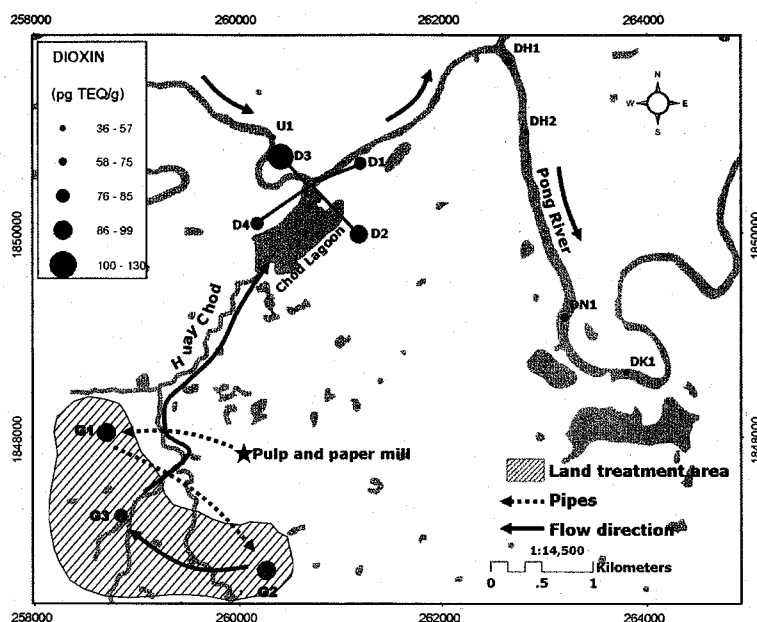 258000 260000 262000 264000
DIOXIN
(pg TEQ/g)
36 - 57
58 - 75
76 - 85
86 - 99
100 - 130
DH1
N
W E
S
U1
DH2
D3
D1
D4
D2
1850000
1850000
Chod Lagoon
Pong River
Huay Chod
DN1
DK1
G1
1848000
1848000
Pulp and paper mill
Land treatment area
Pipes
G3
Flow direction
1:14,500
Kilometers
0 .5 1
G2
258000 260000 262000 264000